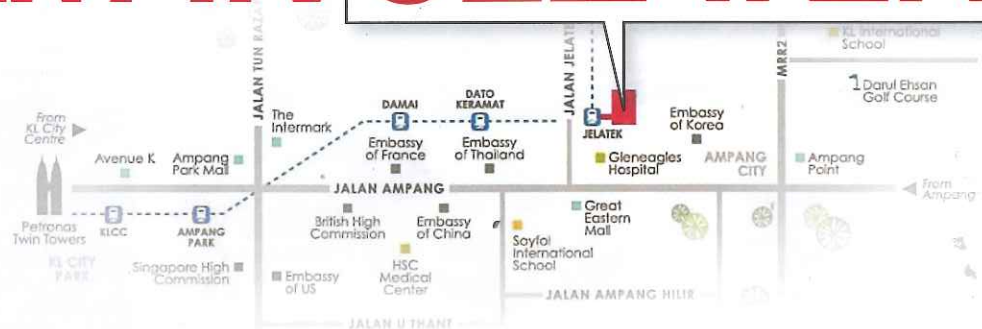 JALAN TUN RAZAK
JALAN JELATEK
MRR2
KL International
School
Darul Ehsan
Golf Course
From
KL City
Centre
The
Intermark
DAMAI
DATO
KERAMAT
JELATEK
Embassy
of Korea
Avenue K
Ampang
Park Mall
Embassy
of France
Embassy
of Thailand
Gleneagles
Hospital
AMPANG
CITY
Ampang
Point
JALAN AMPANG
From
Ampang
Petronas
Twin Towers
KLCC
AMPANG
PARK
British High
Commission
Embassy
of China
Great
Eastern
Mall
Sayfol
International
School
KL CITY
PARK
Singapore High
Commission
Embassy
of US
HSC
Medical
Center
JALAN AMPANG HILIR
JALAN U THANT